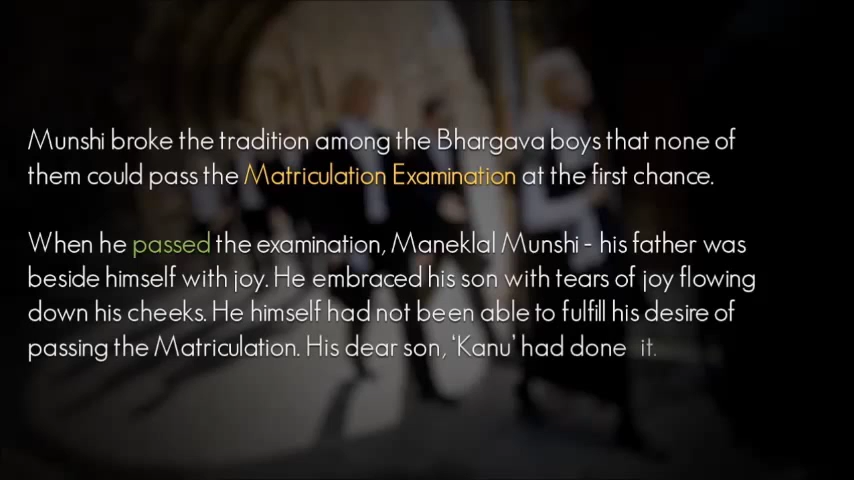 Munshi broke the tradition among the Bhargava boys that none of
them could pass the Matriculation Examination at the first chance.
When he passed the examination, Maneklal Munshi - his father was
beside himself with joy. He embraced his son with tears of joy flowing
down his cheeks. He himself had not been able to fulfill his desire of
passing the Matriculation. His dear son, ‘Kanu’ had done it.